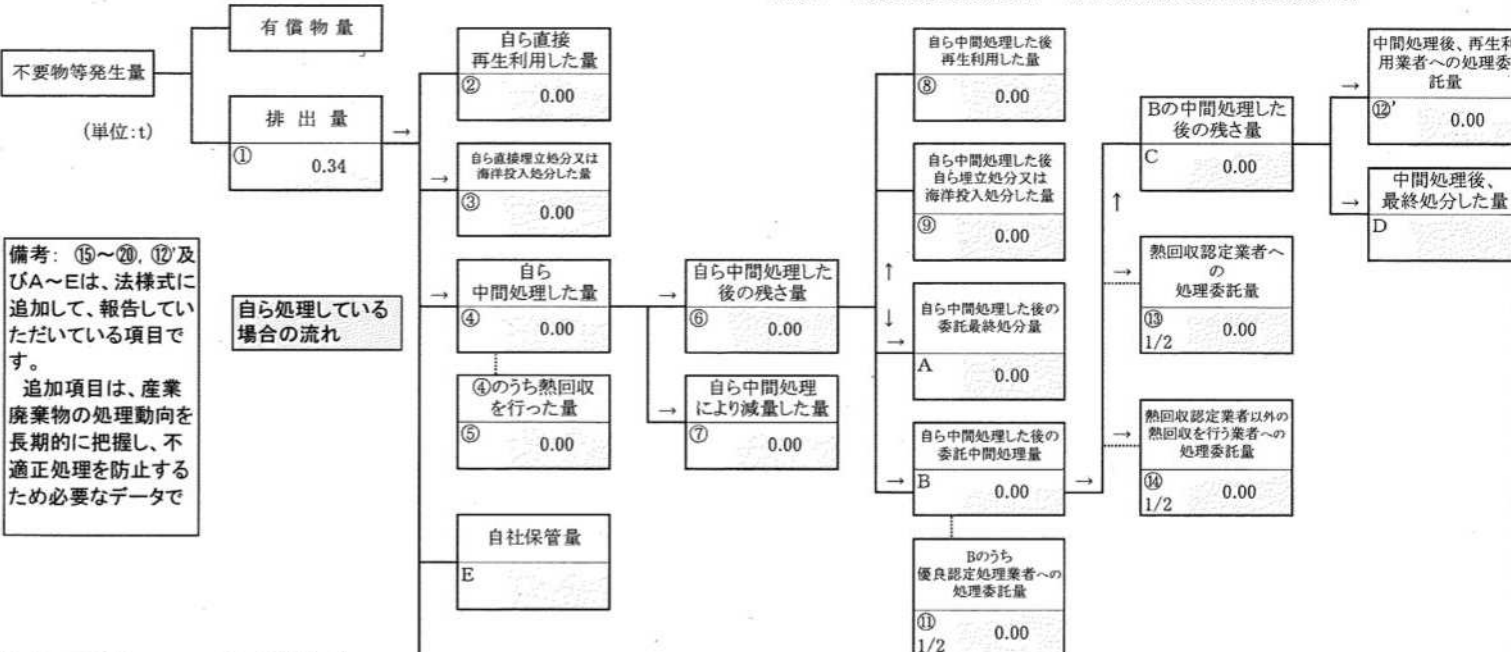 有償物量
不要物等発生量
(単位:t)
排出量
①
0.34
→
備考: ⑮～⑳, ⑫'及
びA～Eは、法様式に
追加して、報告してい
ただいている項目で
す。
追加項目は、産業
廃棄物の処理動向を
長期的に把握し、不
適正処理を防止する
ため必要なデータで
自ら処理している
場合の流れ
自ら直接
再生利用した量
②
0.00
→
自ら直接埋立処分又は
海洋投入処分した量
③
0.00
→
自ら
中間処理した量
④
0.00
④のうち熱回収
を行った量
⑤
0.00
自社保管量
E
→
自ら中間処理した
後の残さ量
⑥
0.00
→
自ら中間処理
により減量した量
⑦
0.00
自ら中間処理した後
再生利用した量
⑧
0.00
自ら中間処理した後
自ら埋立処分又は
海洋投入処分した量
⑨
0.00
↑
↓
→
自ら中間処理した後の
委託最終処分量
A
0.00
→
自ら中間処理した後の
委託中間処理量
B
0.00
→
Bのうち
優良認定処理業者への
処理委託量
⑪
1/2
0.00
↑
Bの中間処理した
後の残さ量
C
0.00
→
熱回収認定業者へ
の
処理委託量
⑬
1/2
0.00
→
熱回収認定業者以外の
熱回収を行う業者への
処理委託量
⑭
1/2
0.00
→
中間処理後、再生利
用業者への処理委
託量
⑫'
0.00
→
中間処理後、
最終処分した量
D